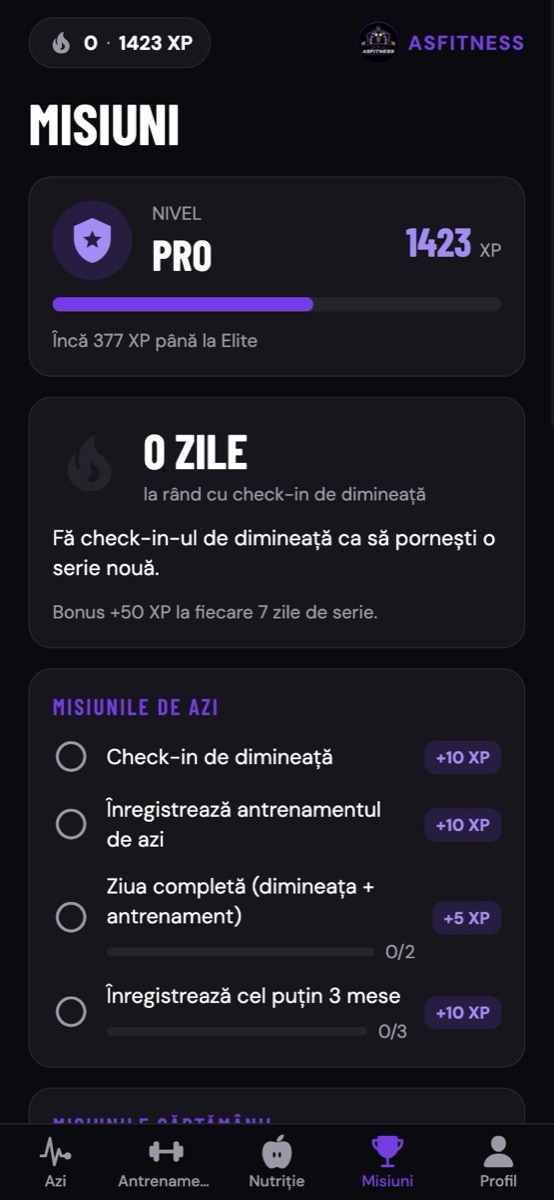 0 · 1423 XP
ASFITNESS
ASFITNESS
MISIUNI
NIVEL
PRO
1423 XP
Încă 377 XP până la Elite
0 ZILE
la rând cu check-in de dimineață
Fă check-in-ul de dimineață ca să pornești o
serie nouă.
Bonus +50 XP la fiecare 7 zile de serie.
MISIUNILE DE AZI
Check-in de dimineață
+10 XP
Înregistrează antrenamentul
de azi
+10 XP
Ziua completă (dimineața +
antrenament)
+5 XP
0/2
Înregistrează cel puțin 3 mese
+10 XP
0/3
MISIUNILE SĂPTĂMÂNII
Azi
Antrename...
Nutriție
Misiuni
Profil